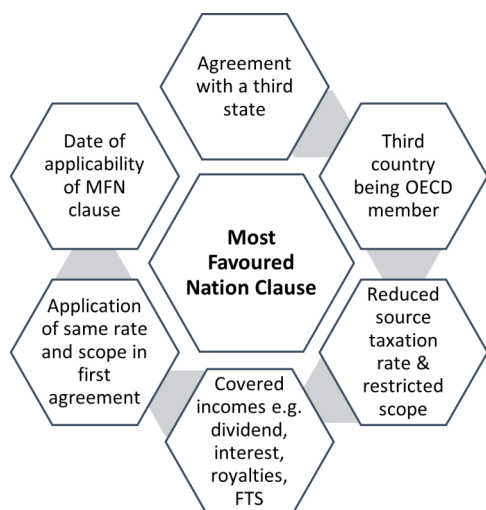 Agreement
with a third
state
Third
country
being OECD
member
Reduced
source
taxation
rate &
restricted
scope
Covered
incomes e.g.
dividend,
interest,
royalties,
FTS
Application
of same rate
and scope in
first
agreement
Date of
applicability
of MFN
clause
Most
Favoured
Nation Clause